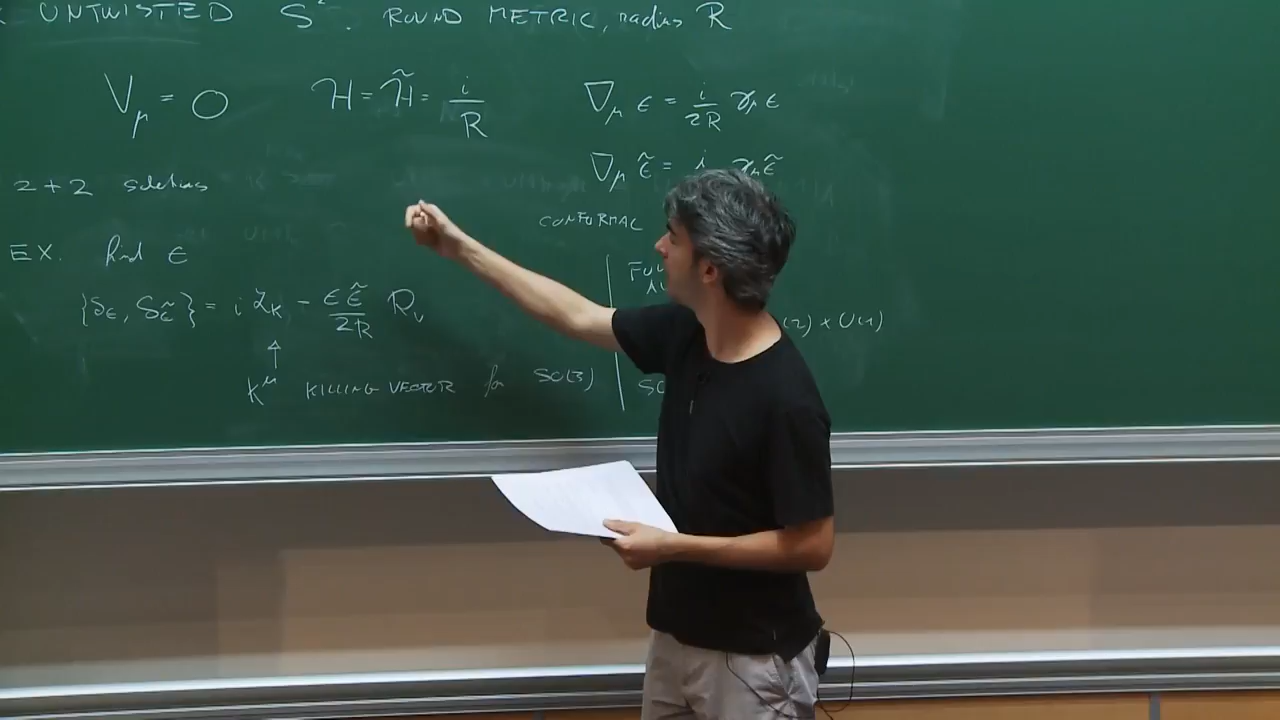 UNTWISTED S². ROUND METRIC, radius R
V_μ = 0   H = H̃ = i/R   ∇_μ ε = i/2R γ_μ ε
∇_μ ε̃ = i γ_μ ε̃
2+2 solutions
CONFORMAL
EX. find ε
{δ_ε, δ_ε̃} = i ℒ_K - εε̃/2R R_V
↑
K^μ KILLING VECTOR for SO(3)
(2) × U(1)